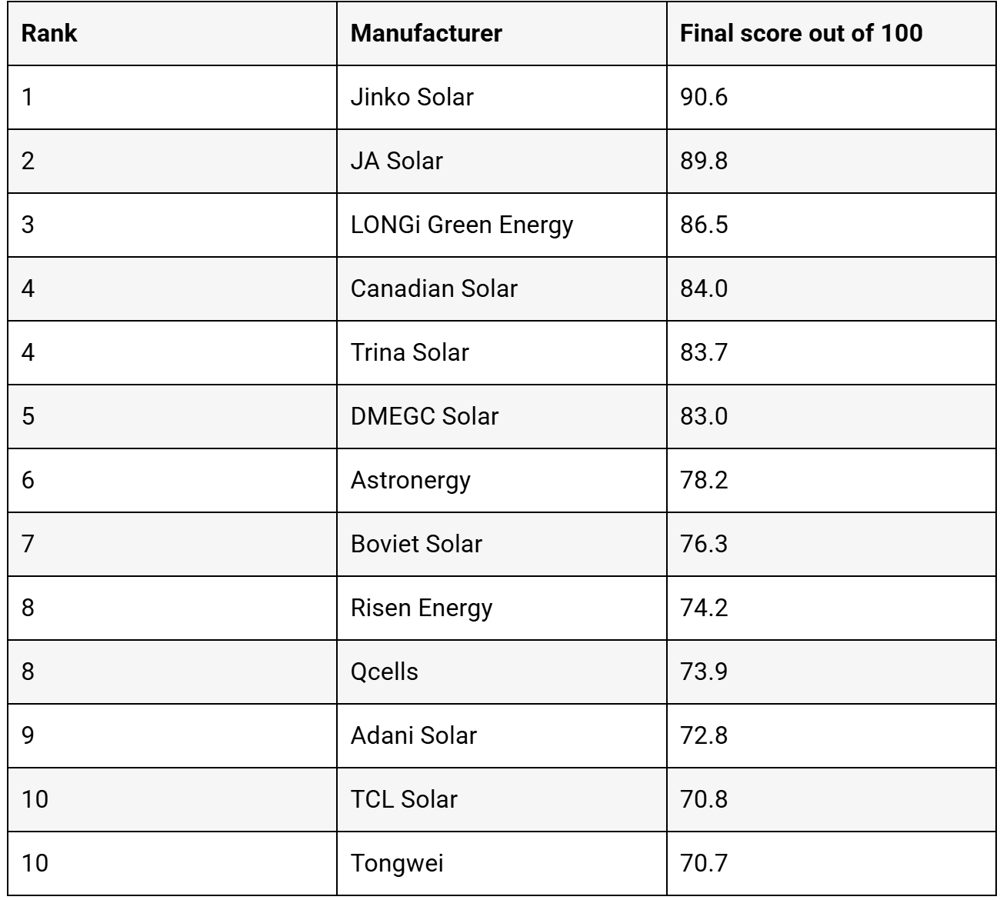 Rank Manufacturer Final score out of 100
1 Jinko Solar 90.6
2 JA Solar 89.8
3 LONGi Green Energy 86.5
4 Canadian Solar 84.0
4 Trina Solar 83.7
5 DMEGC Solar 83.0
6 Astronergy 78.2
7 Boviet Solar 76.3
8 Risen Energy 74.2
8 Qcells 73.9
9 Adani Solar 72.8
10 TCL Solar 70.8
10 Tongwei 70.7